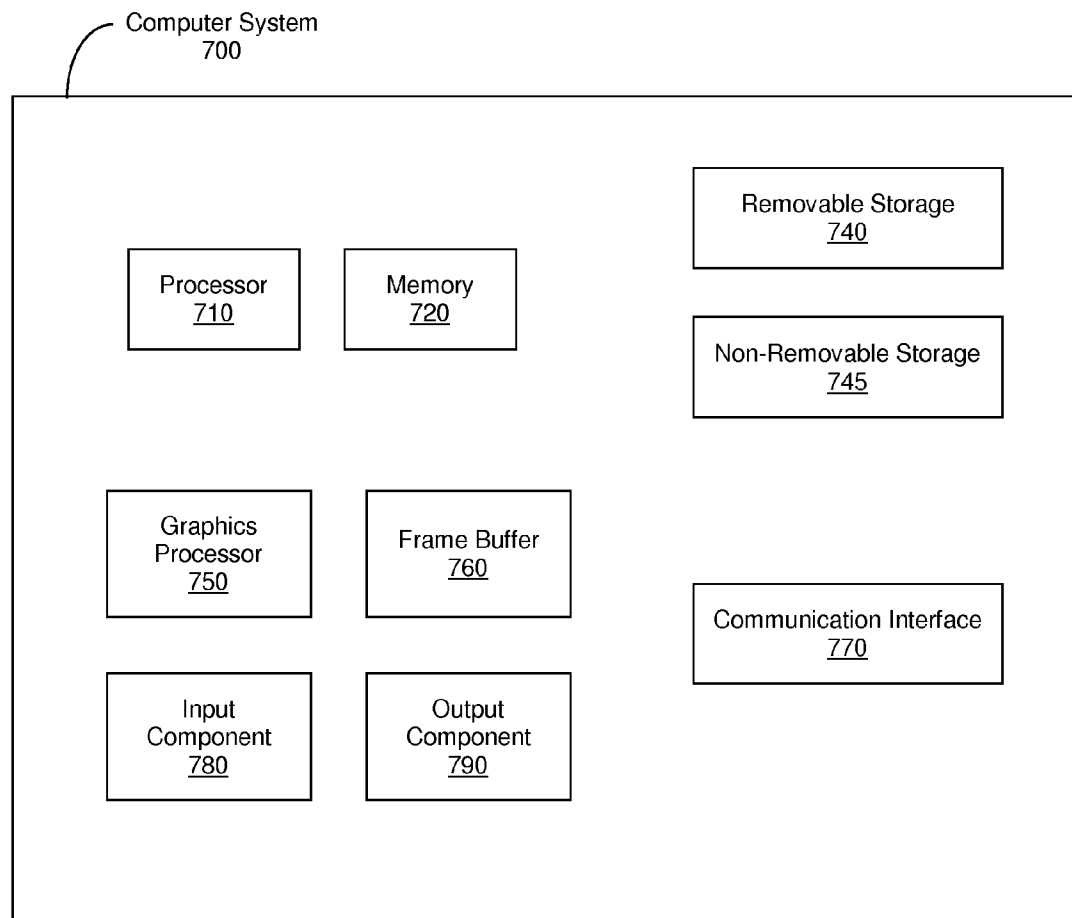 Computer System
700
Removable Storage
740
Processor
710
Memory
720
Non-Removable Storage
745
Graphics
Processor
750
Frame Buffer
760
Communication Interface
770
Input
Component
780
Output
Component
790